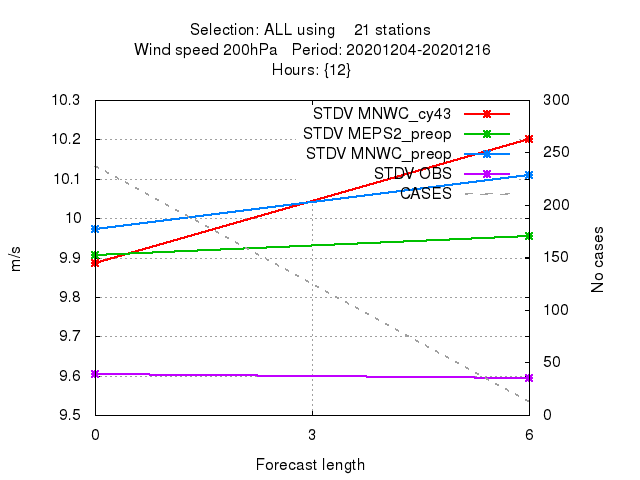 Selection: ALL using 21 stations
Wind speed 200hPa Period: 20201204-20201216
Hours: {12}
10.3
10.2
10.1
10
9.9
9.8
9.7
9.6
9.5
m/s
STDV MNWC_cy43
STDV MEPS2_preop
STDV MNWC_preop
STDV OBS
CASES
300
250
200
150
100
50
0
No cases
0 3 6
Forecast length